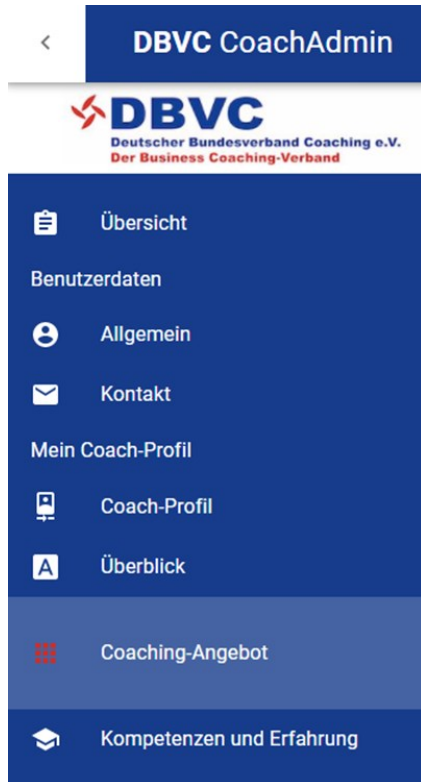 DBVC CoachAdmin
DBVC
Deutscher Bundesverband Coaching e.V.
Der Business Coaching-Verband
Übersicht
Benutzerdaten
Allgemein
Kontakt
Mein Coach-Profil
Coach-Profil
A Überblick
Coaching-Angebot
Kompetenzen und Erfahrung